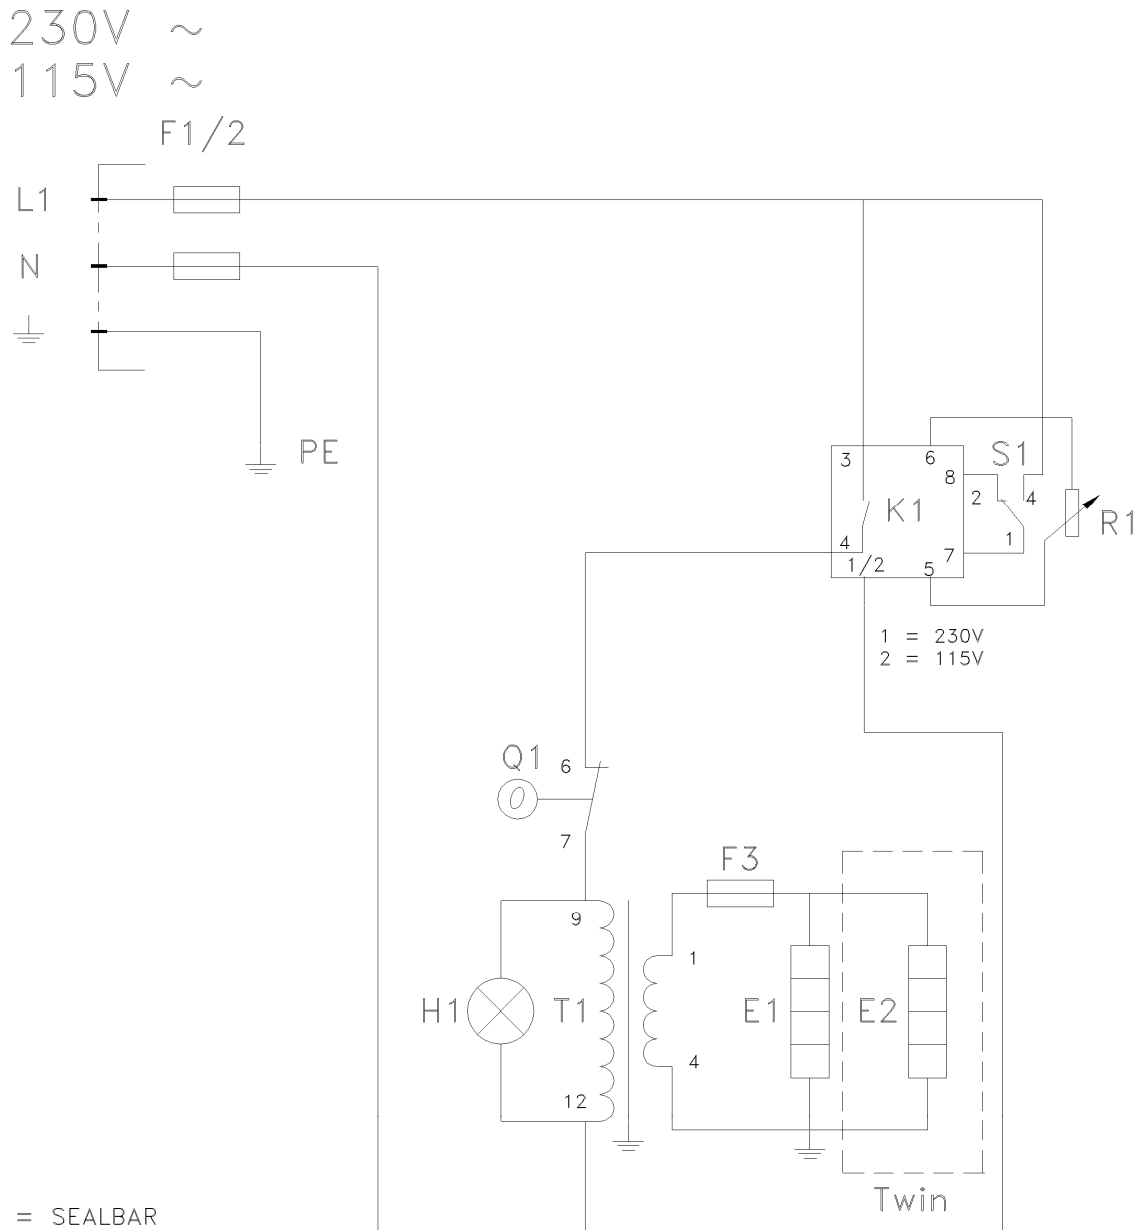 230V ~
115V ~
F1/2
L1
N
PE
3
6
S1
8
2
4
K1
R1
4
1
7
1/2
5
1 = 230V
2 = 115V
Q1
6
7
F3
9
1
H1
T1
E1
E2
4
12
Twin
= SEALBAR